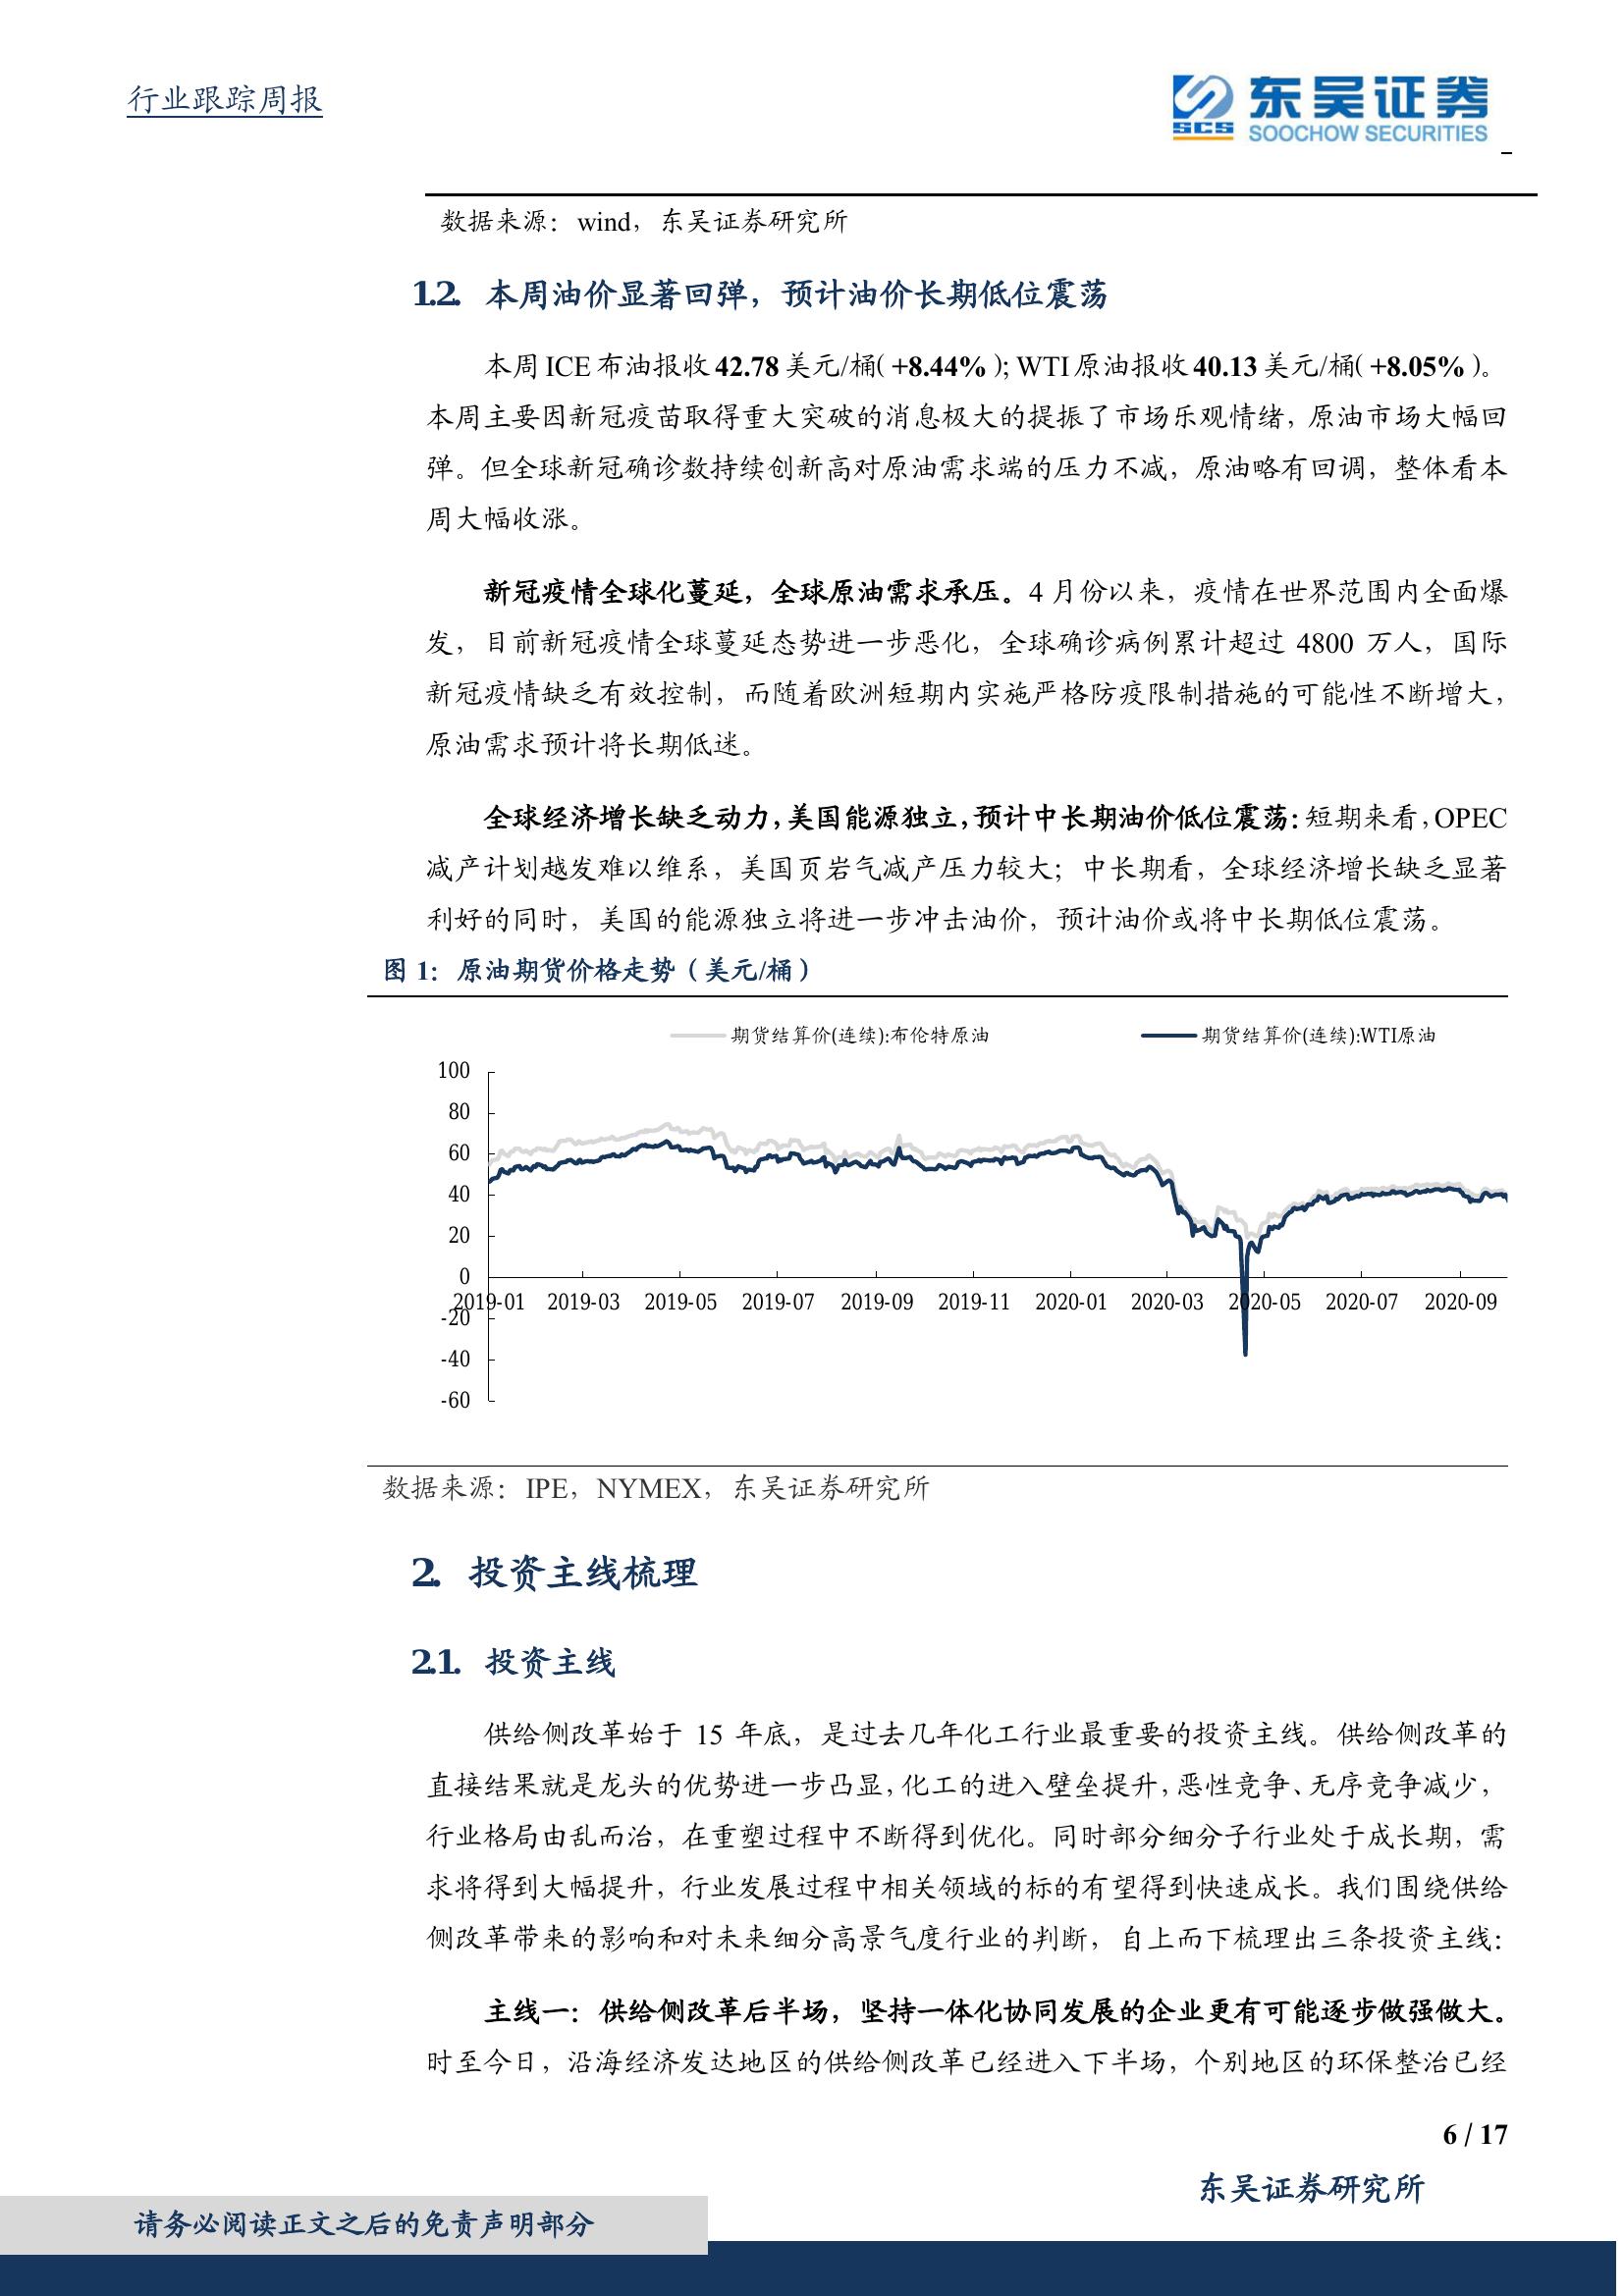 行业跟踪周报
东吴证券
SCS
SOOCHOW SECURITIES
数据来源：wind，东吴证券研究所
1.2. 本周油价显著回弹，预计油价长期低位震荡
本周 ICE 布油报收 42.78 美元/桶（+8.44%）；WTI 原油报收 40.13 美元/桶（+8.05%）。
本周主要因新冠疫苗取得重大突破的消息极大的提振了市场乐观情绪，原油市场大幅回
弹。但全球新冠确诊数持续创新高对原油需求端的压力不减，原油略有回调，整体看本
周大幅收涨。
新冠疫情全球化蔓延，全球原油需求承压。4 月份以来，疫情在世界范围内全面爆
发，目前新冠疫情全球蔓延态势进一步恶化，全球确诊病例累计超过 4800 万人，国际
新冠疫情缺乏有效控制，而随着欧洲短期内实施严格防疫限制措施的可能性不断增大，
原油需求预计将长期低迷。
全球经济增长缺乏动力，美国能源独立，预计中长期油价低位震荡：短期来看，OPEC
减产计划越发难以维系，美国页岩气减产压力较大；中长期看，全球经济增长缺乏显著
利好的同时，美国的能源独立将进一步冲击油价，预计油价或将中长期低位震荡。
图 1：原油期货价格走势（美元/桶）
期货结算价(连续):布伦特原油 期货结算价(连续):WTI原油
100
80
60
40
20
0
2019-01 2019-03 2019-05 2019-07 2019-09 2019-11 2020-01 2020-03 2020-05 2020-07 2020-09
-20
-40
-60
数据来源：IPE，NYMEX，东吴证券研究所
2. 投资主线梳理
2.1. 投资主线
供给侧改革始于 15 年底，是过去几年化工行业最重要的投资主线。供给侧改革的
直接结果就是龙头的优势进一步凸显，化工的进入壁垒提升，恶性竞争、无序竞争减少，
行业格局由乱而治，在重塑过程中不断得到优化。同时部分细分子行业处于成长期，需
求将得到大幅提升，行业发展过程中相关领域的标的有望得到快速成长。我们围绕供给
侧改革带来的影响和对未来细分高景气度行业的判断，自上而下梳理出三条投资主线：
主线一：供给侧改革后半场，坚持一体化协同发展的企业更有可能逐步做强做大。
时至今日，沿海经济发达地区的供给侧改革已经进入下半场，个别地区的环保整治已经
6 / 17
东吴证券研究所
请务必阅读正文之后的免责声明部分